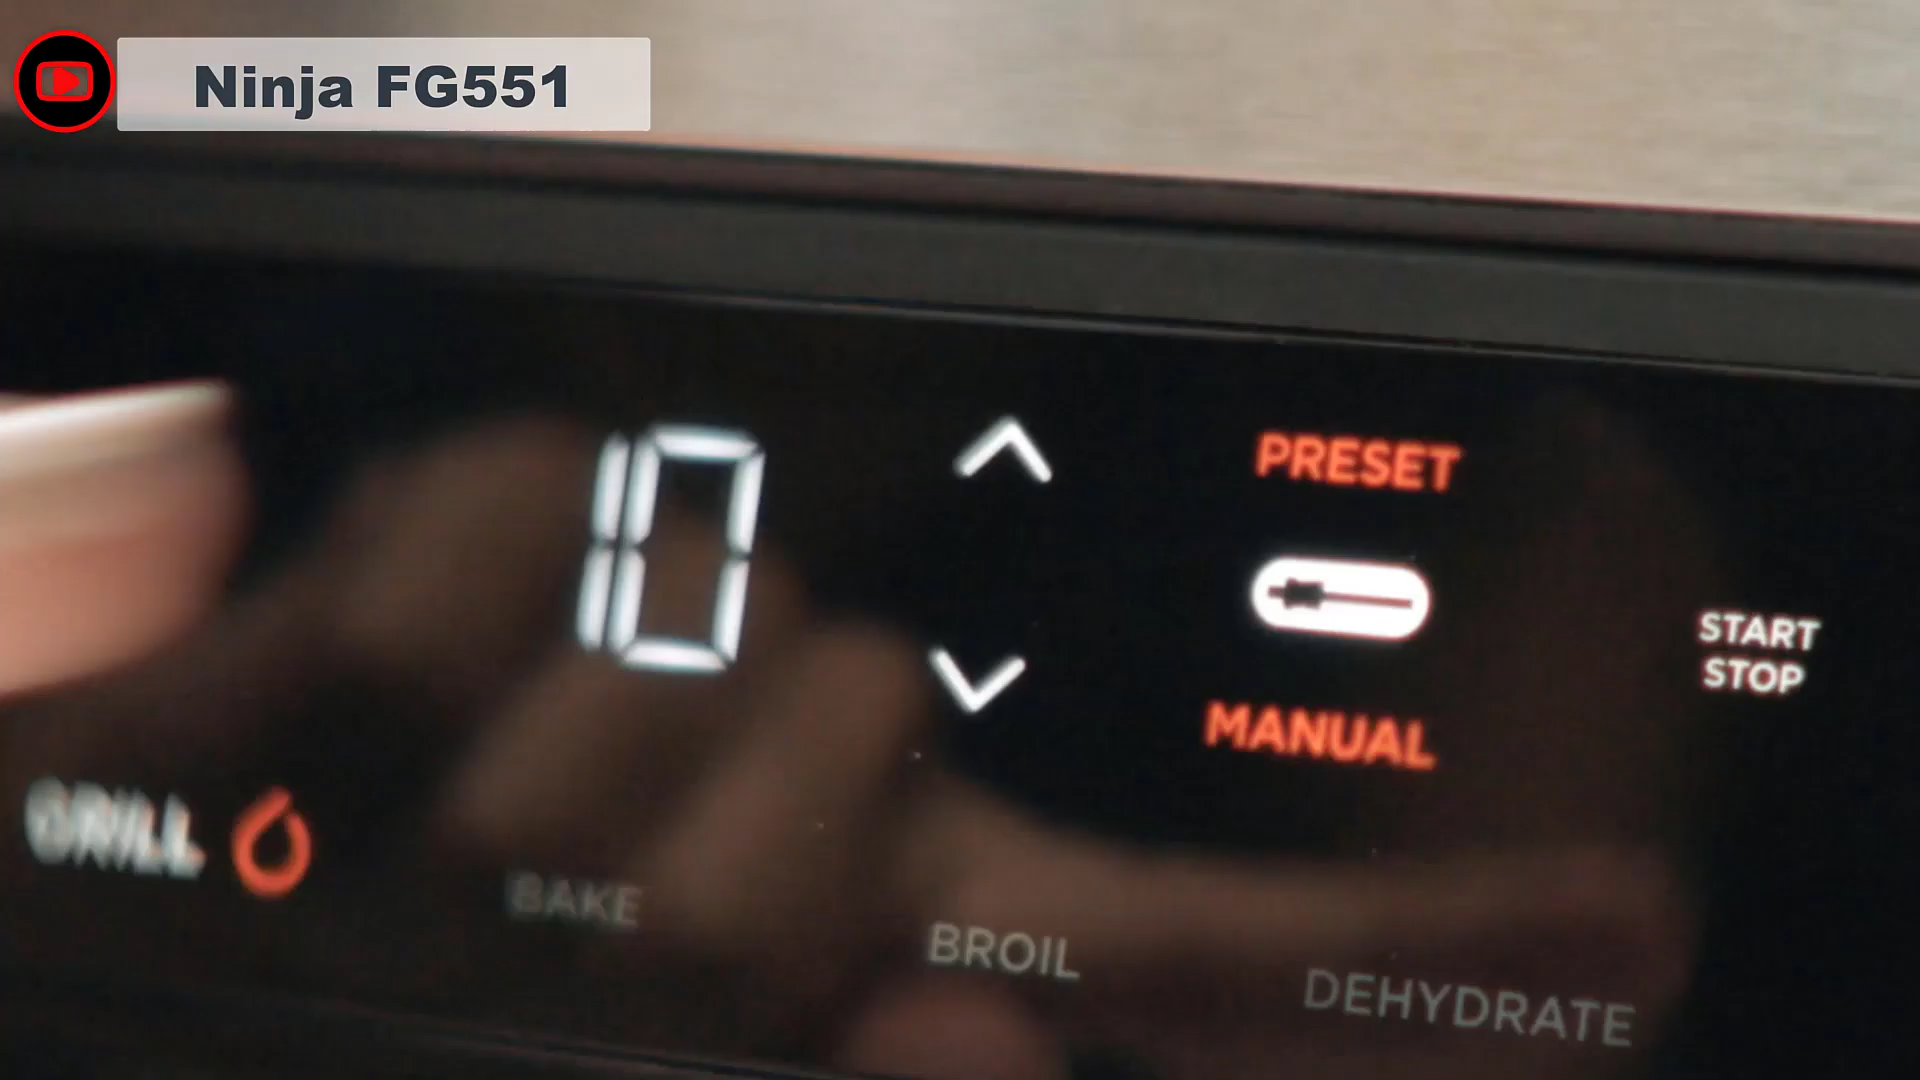 Ninja FG551
10
PRESET
START
STOP
MANUAL
GRILL
BAKE
BROIL
DEHYDRATE